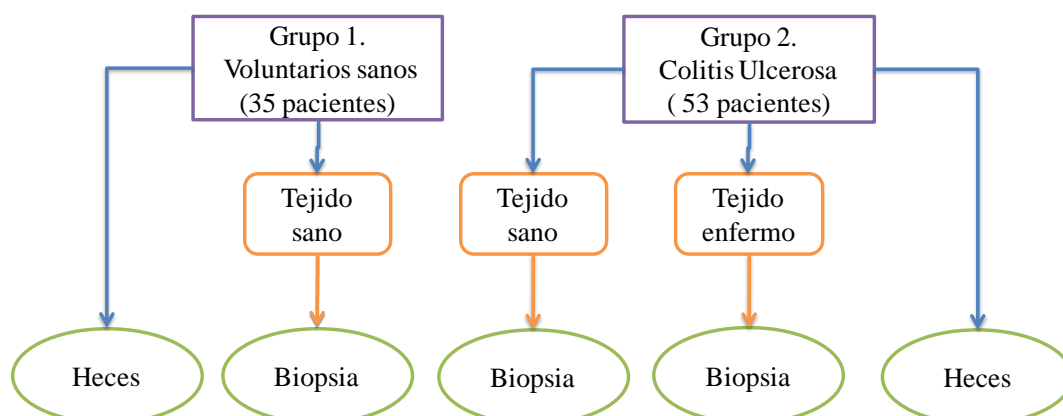 Grupo 1.
Voluntarios sanos
(35 pacientes)
Grupo 2.
Colitis Ulcerosa
( 53 pacientes)
Tejido
sano
Tejido
sano
Tejido
enfermo
Heces
Biopsia
Biopsia
Biopsia
Heces